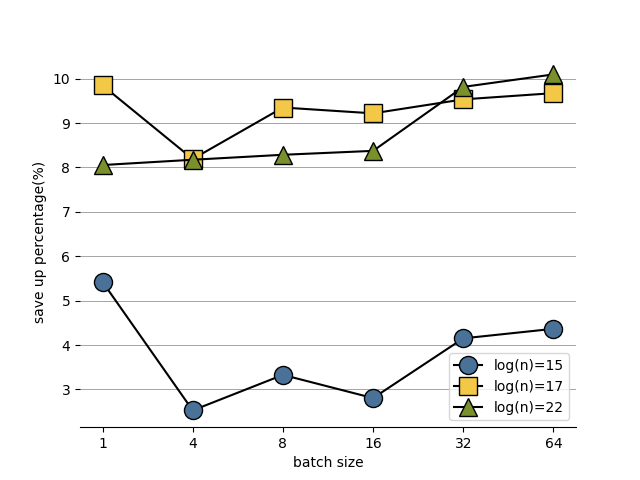 10
9
8
7
6
5
4
3
save up percentage(%)
1 4 8 16 32 64
batch size
log(n)=15
log(n)=17
log(n)=22